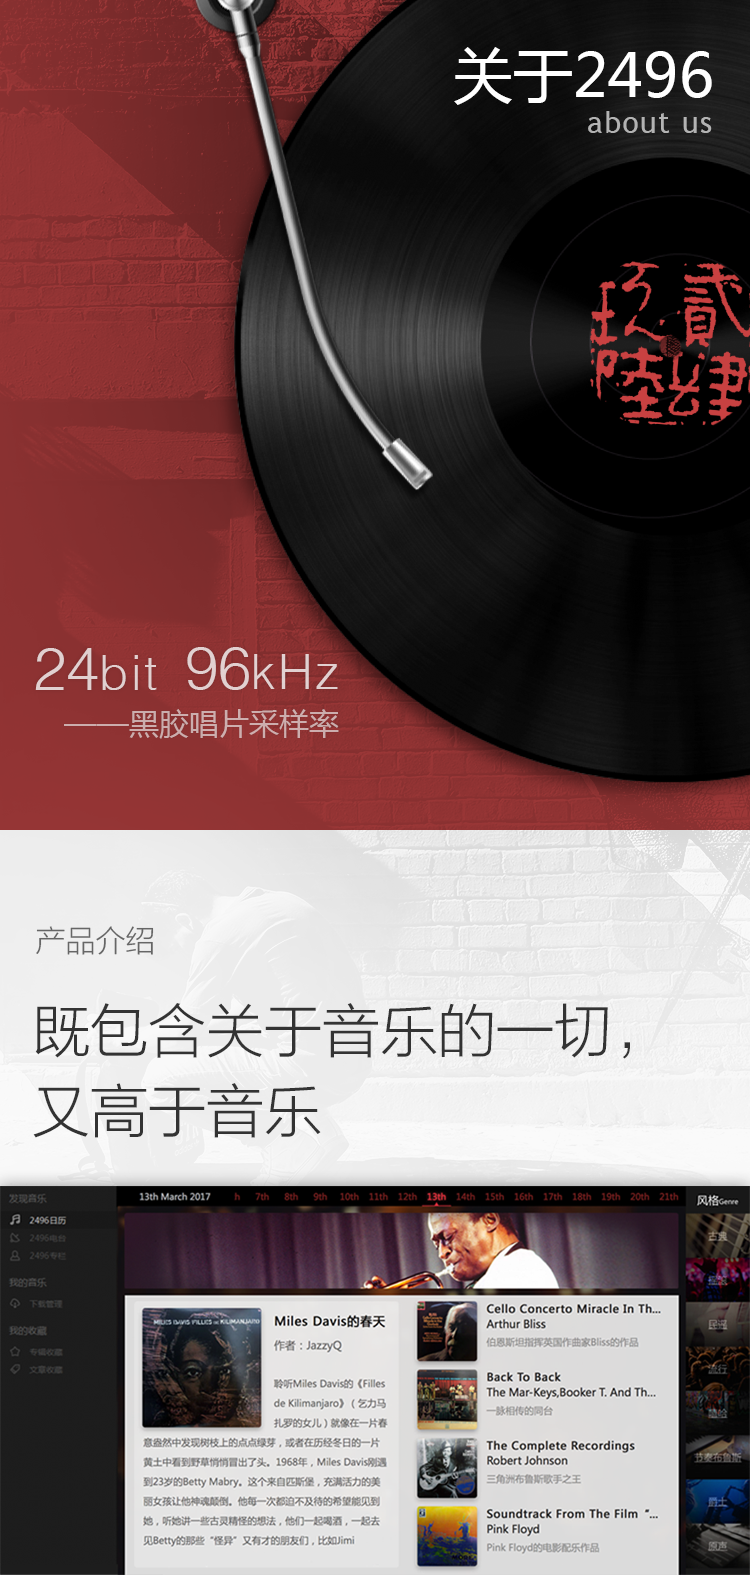 关于2496
about us
玖貳
陸肆
24bit 96kHz
——黑胶唱片采样率
产品介绍
既包含关于音乐的一切，
又高于音乐
发现音乐
2496日历
2496电台
2496专栏
我的音乐
下载管理
我的收藏
专辑收藏
文章收藏
13th March 2017
h 7th 8th 9th 10th 11th 12th 13th 14th 15th 16th 17th 18th 19th 20th 21th
MILES DAVIS FILLES DE KILIMANJARO
Miles Davis的春天
作者：JazzyQ
聆听Miles Davis的《Filles
de Kilimanjaro》（乞力马
扎罗的女儿）就像在一片春
意盎然中发现树枝上的点点绿芽，或者在历经冬日的一片
黄土中看到野草悄悄冒出了头。1968年，Miles Davis刚遇
到23岁的Betty Mabry。这个来自匹斯堡，充满活力的美
丽女孩让他神魂颠倒。他每一次都迫不及待的希望能见到
她，听她讲一些古灵精怪的想法，他们一起喝酒，一起去
见Betty的那些“怪异”又有才的朋友们，比如Jimi
Cello Concerto Miracle In Th...
Arthur Bliss
伯恩斯坦指挥英国作曲家Bliss的作品
Back To Back
The Mar-Keys,Booker T. And Th...
一脉相传的同台
The Complete Recordings
Robert Johnson
三角洲布鲁斯歌手之王
Soundtrack From The Film “...
Pink Floyd
Pink Floyd的电影配乐作品
风格Genre
古典
摇滚
民谣
流行
嘻哈
节奏布鲁斯
爵士
原声